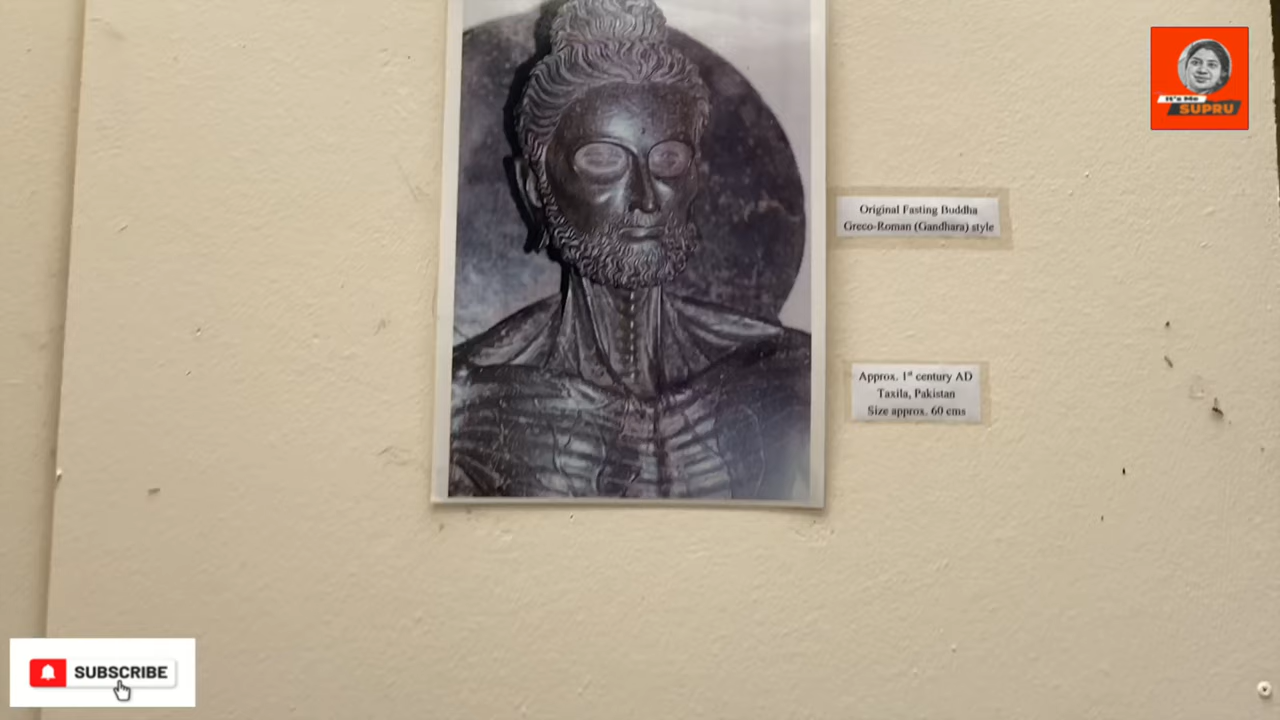 It's Me
SUPRU
Original Fasting Buddha
Greco-Roman (Gandhara) style
Approx. 1st century AD
Taxila, Pakistan
Size approx. 60 cms
SUBSCRIBE